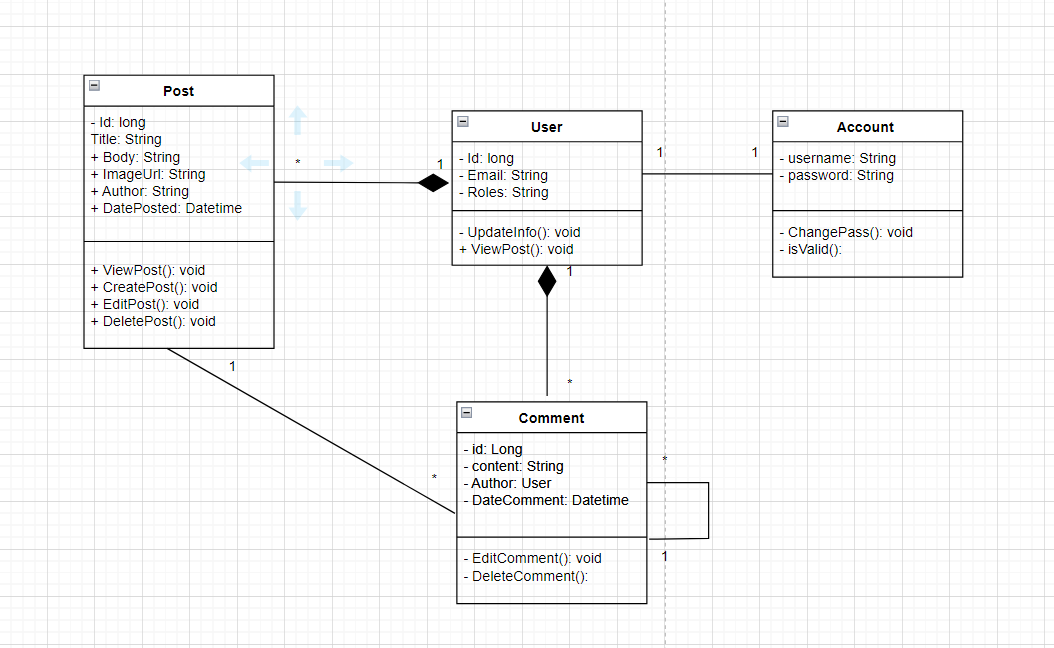 Post
- Id: long
Title: String
+ Body: String
+ ImageUrl: String
+ Author: String
+ DatePosted: Datetime
+ ViewPost(): void
+ CreatePost(): void
+ EditPost(): void
+ DeletePost(): void
*
1
User
- Id: long
- Email: String
- Roles: String
- UpdateInfo(): void
+ ViewPost(): void
1
1
Account
- username: String
- password: String
- ChangePass(): void
- isValid():
1
*
1
*
Comment
- id: Long
- content: String
- Author: User
- DateComment: Datetime
- EditComment(): void
- DeleteComment():
*
1